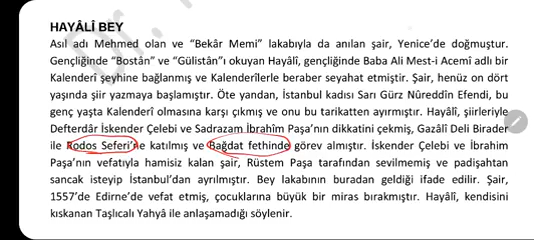 HAYÂLİ BEY
Asıl adı Mehmed olan ve “Bekâr Memi” lakabıyla da anılan şair, Yenice’de doğmuştur.
Gençliğinde “Bostân” ve “Gülistân”ı okuyan Hayâlî, gençliğinde Baba Ali Mest-i Acemî adlı bir
Kalenderî şeyhine bağlanmış ve Kalenderîlerle beraber seyahat etmiştir. Şair, henüz on dört
yaşında şiir yazmaya başlamıştır. Öte yandan, İstanbul kadısı Sarı Gürz Nûreddîn Efendi, bu
genç yaşta Kalenderî olmasına karşı çıkmış ve onu bu tarikatten ayırmıştır. Hayâlî, şiirleriyle
Defterdâr İskender Çelebi ve Sadrazam İbrahîm Paşa’nın dikkatini çekmiş, Gazâlî Deli Birader
ile Rodos Seferi’ne katılmış ve Bağdat fethinde görev almıştır. İskender Çelebi ve İbrahim
Paşa’nın vefatıyla hamisiz kalan şair, Rüstem Paşa tarafından sevilmemiş ve padişahtan
sancak isteyip İstanbul’dan ayrılmıştır. Bey lakabının buradan geldiği ifade edilir. Şair,
1557’de Edirne’de vefat etmiş, çocuklarına büyük bir miras bırakmıştır. Hayâlî, kendisini
kıskanan Taşlıcalı Yahyâ ile anlaşamadığı söylenir.